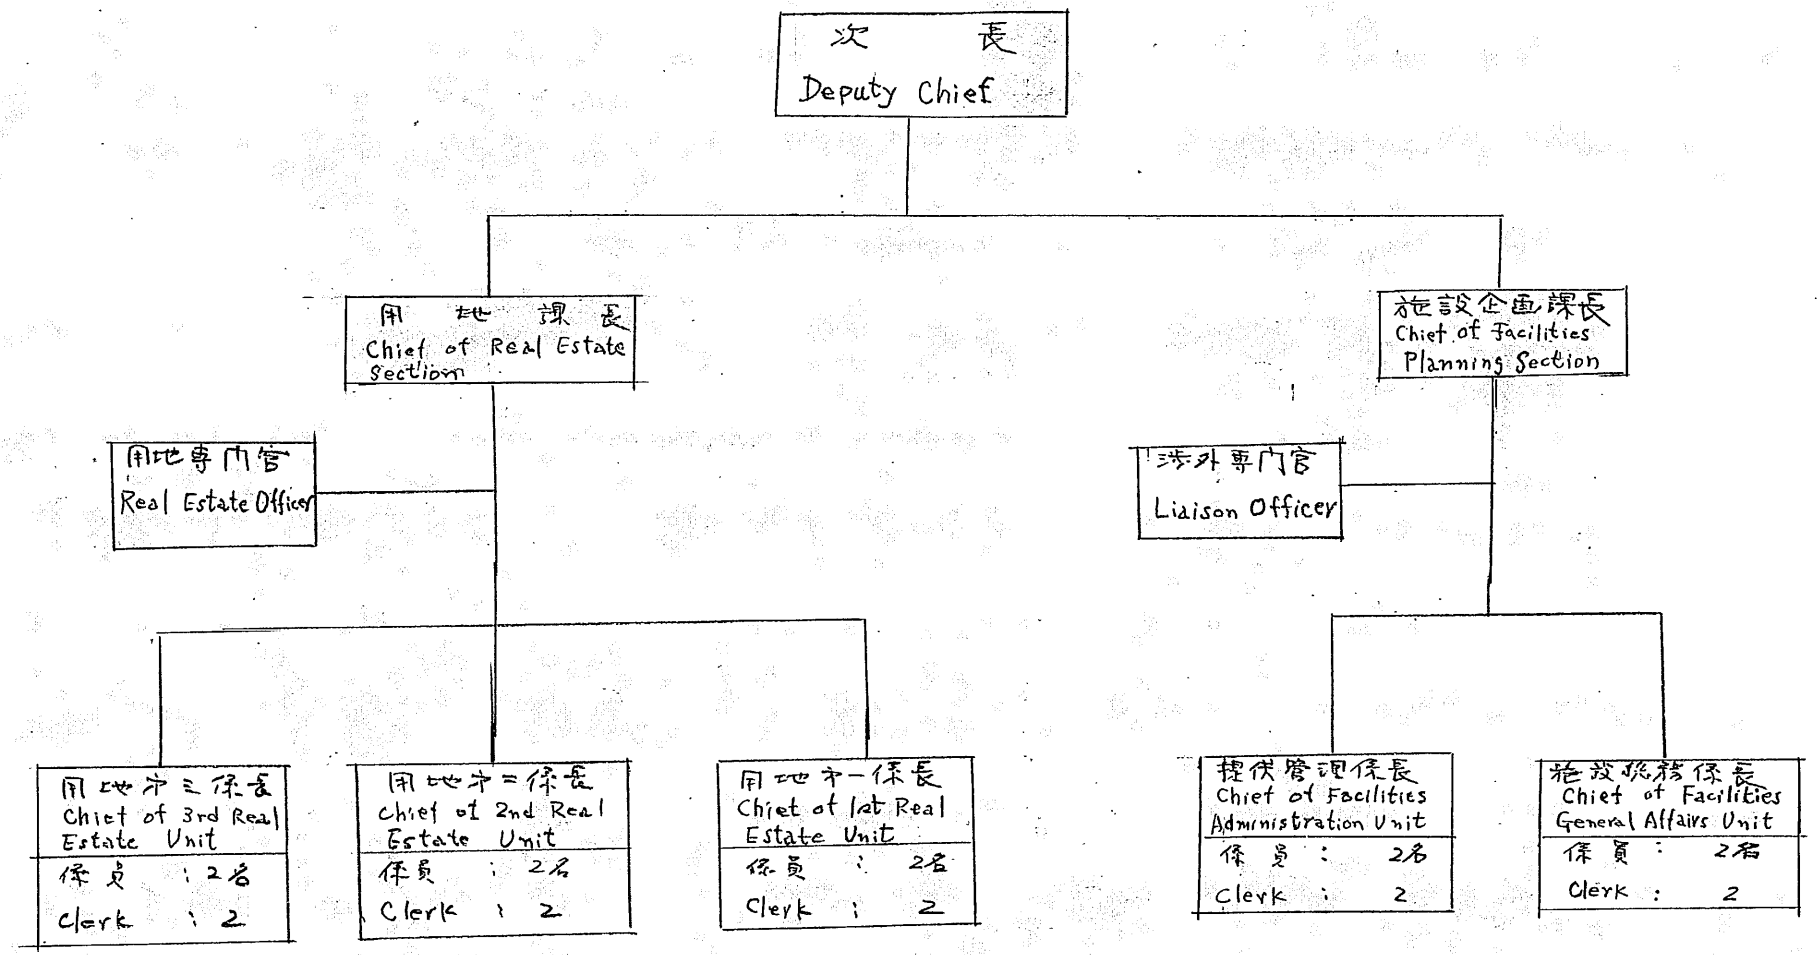 次 長
Deputy Chief
用 地 課 長
Chief of Real Estate
Section
施設企画課長
Chief of Facilities
Planning Section
用地専門官
Real Estate Officer
渉外専門官
Liaison Officer
用地才三係長
Chief of 3rd Real
Estate Unit
係 員 : 2名
Clerk : 2
用地才二係長
Chief of 2nd Real
Estate Unit
係員 : 2名
Clerk : 2
用地才一係長
Chief of 1st Real
Estate Unit
係員 : 2名
Clerk : 2
提供管理係長
Chief of Facilities
Administration Unit
係 員 : 2名
Clerk : 2
施設総務係長
Chief of Facilities
General Affairs Unit
係 員 : 2名
Clerk : 2